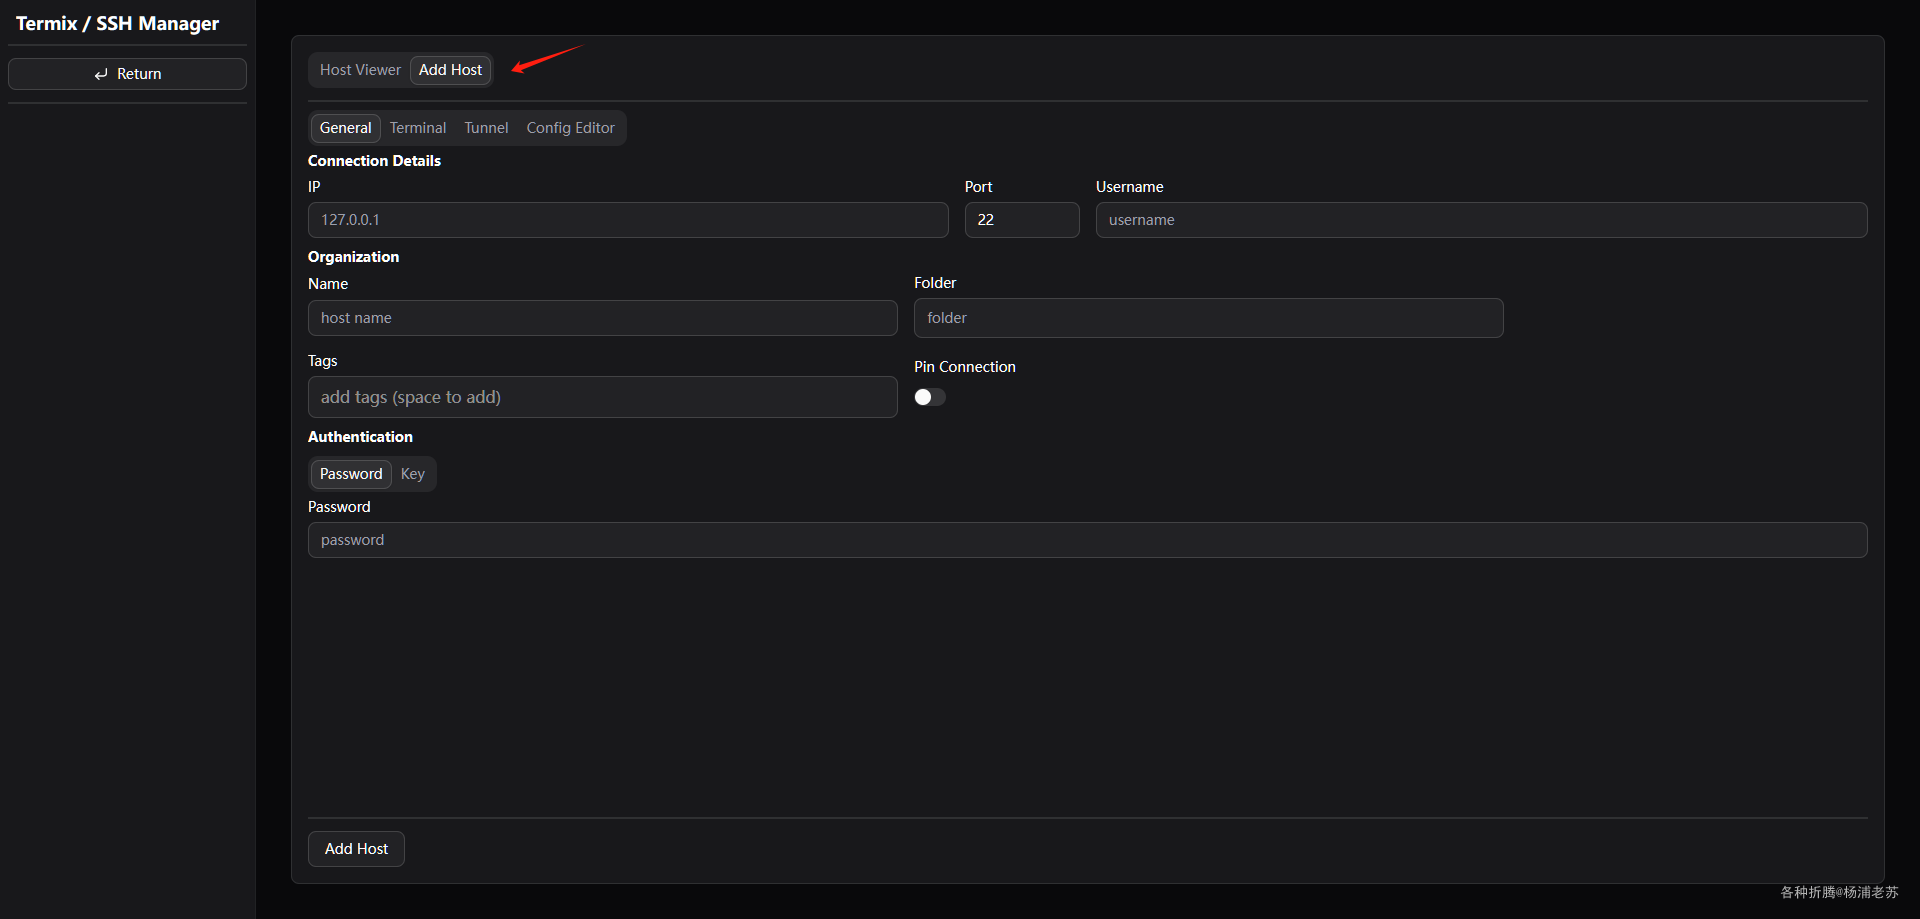 Termix / SSH Manager
Return
Host Viewer Add Host
General Terminal Tunnel Config Editor
Connection Details
IP Port Username
127.0.0.1 22 username
Organization
Name Folder
host name folder
Tags Pin Connection
add tags (space to add)
Authentication
Password Key
Password
password
Add Host
各种折腾@杨浦老苏